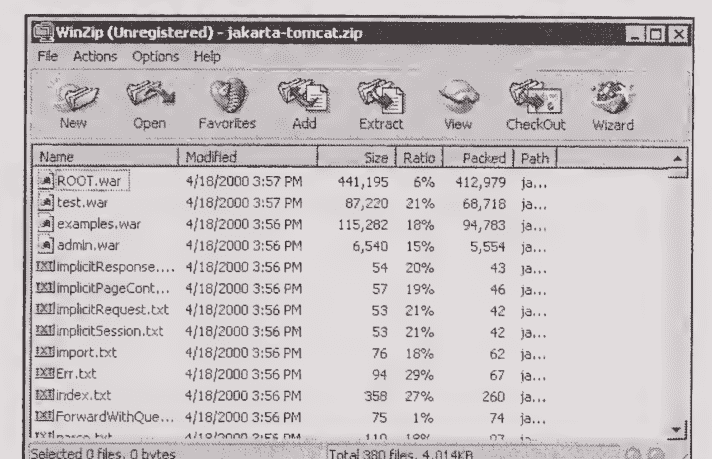 WinZip (Unregistered) - jakarta-tomcat.zip
File Actions Options Help
New Open Favorites Add Extract View CheckOut Wizard
Name Modified Size Ratio Packed Path
ROOT.war 4/18/2000 3:57 PM 441,195 6% 412,979 ja...
test.war 4/18/2000 3:57 PM 87,220 21% 68,718 ja...
examples.war 4/18/2000 3:56 PM 115,282 18% 94,783 ja...
admin.war 4/18/2000 3:56 PM 6,540 15% 5,554 ja...
implicitResponse.... 4/18/2000 3:56 PM 54 20% 43 ja...
implicitPageCont... 4/18/2000 3:56 PM 57 19% 46 ja...
implicitRequest.txt 4/18/2000 3:56 PM 53 21% 42 ja...
implicitSession.txt 4/18/2000 3:56 PM 53 21% 42 ja...
import.txt 4/18/2000 3:56 PM 76 18% 62 ja...
Err.txt 4/18/2000 3:56 PM 94 29% 67 ja...
index.txt 4/18/2000 3:56 PM 358 27% 260 ja...
ForwardWithQue... 4/18/2000 3:56 PM 75 1% 74 ja...
4/18/2000 3:56 PM
Selected 0 files, 0 bytes Total 380 files, 4,014KB